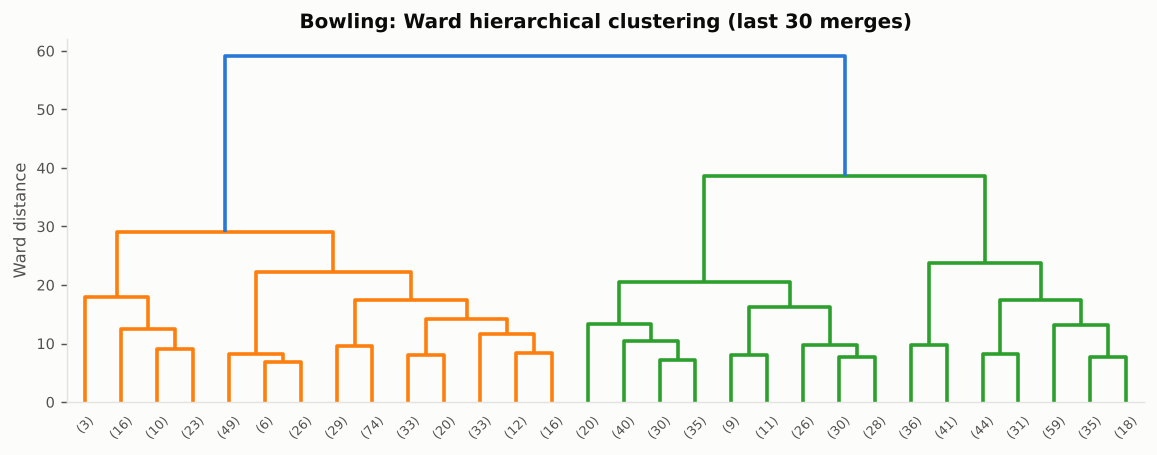 Bowling: Ward hierarchical clustering (last 30 merges)
Ward distance
60
50
40
30
20
10
0
(3) (16) (10) (23) (49) (6) (26) (29) (74) (33) (20) (33) (12) (16) (20) (40) (30) (35) (9) (11) (26) (30) (28) (36) (41) (44) (31) (59) (35) (18)